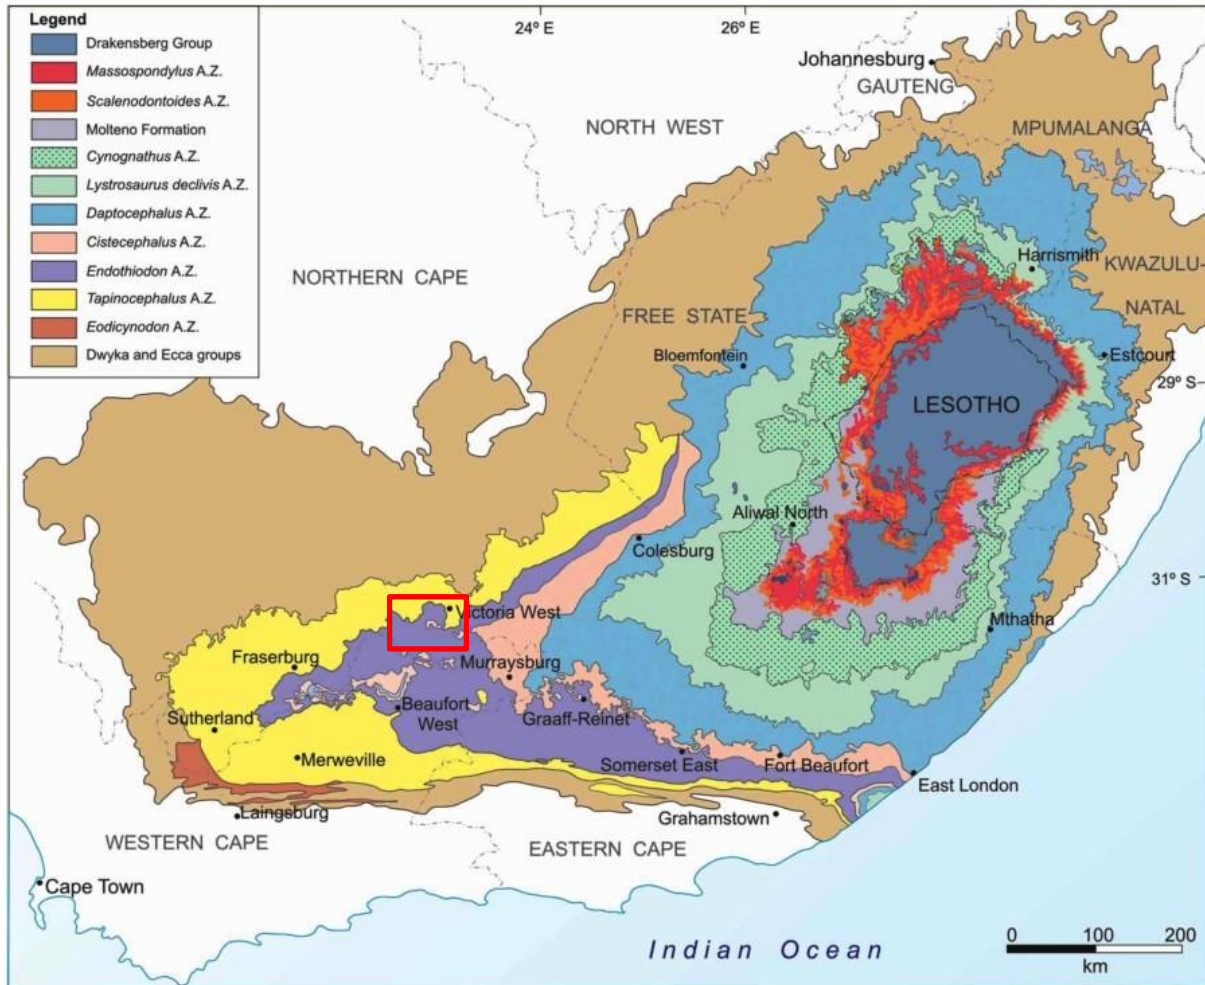 Legend
Drakensberg Group
Massospondylus A.Z.
Scalenodontoides A.Z.
Molteno Formation
Cynognathus A.Z.
Lystrosaurus declivis A.Z.
Daptocephalus A.Z.
Cistecephalus A.Z.
Endothiodon A.Z.
Tapinocephalus A.Z.
Eodicynodon A.Z.
Dwyka and Ecca groups
24º E
26º E
Johannesburg
GAUTENG
NORTH WEST
MPUMALANGA
Harrismith
KWAZULU-
NATAL
NORTHERN CAPE
FREE STATE
Bloemfontein
Estcourt
29º S
LESOTHO
Aliwal North
Colesburg
31º S
Victoria West
Mthatha
Fraserburg
Murraysburg
Beaufort
West
Graaff-Reinet
Sutherland
Merweville
Somerset East
Fort Beaufort
East London
Laingsburg
Grahamstown
WESTERN CAPE
EASTERN CAPE
Cape Town
Indian Ocean
0 100 200
km